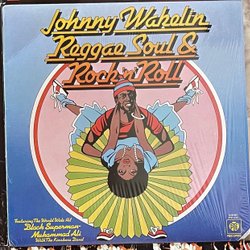 Johnny Wakelin
Reggae Soul &
Rock 'n' Roll
Featuring The World Wide Hit
"Black Superman-
Muhammad Ali"
With The Kinshasa Band